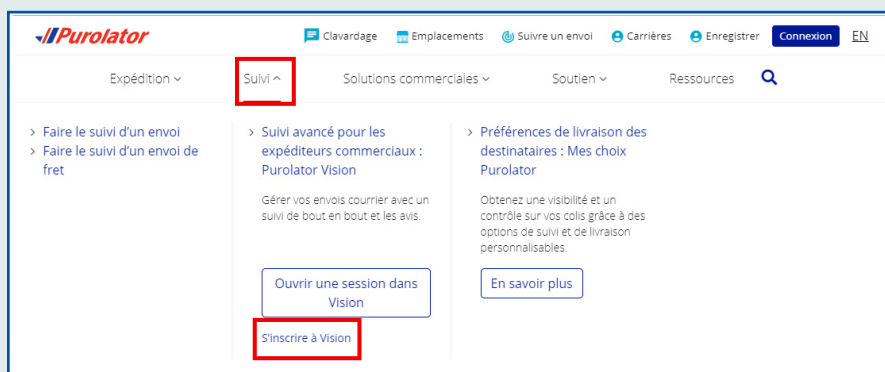 Purolator
Clavardage Emplacements Suivre un envoi Carrières Enregistrer Connexion EN
Expédition Suivi Solutions commerciales Soutien Ressources
> Faire le suivi d'un envoi
> Faire le suivi d'un envoi de
fret
> Suivi avancé pour les
expéditeurs commerciaux :
Purolator Vision
Gérer vos envois courrier avec un
suivi de bout en bout et les avis.
Ouvrir une session dans
Vision
S'inscrire à Vision
> Préférences de livraison des
destinataires : Mes choix
Purolator
Obtenez une visibilité et un
contrôle sur vos colis grâce à des
options de suivi et de livraison
personnalisables.
En savoir plus